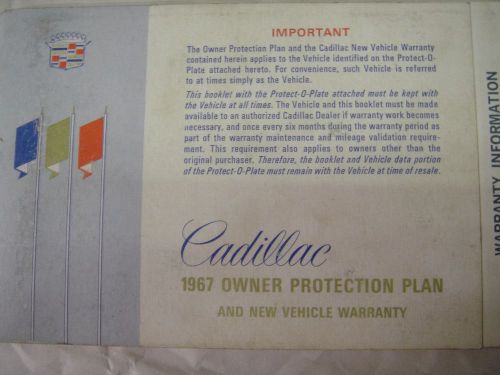 IMPORTANT
The Owner Protection Plan and the Cadillac New Vehicle Warranty
contained herein applies to the Vehicle identified on the Protect-O-
Plate attached hereto. For convenience, such Vehicle is referred
to at times simply as the Vehicle.
This booklet with the Protect-O-Plate attached must be kept with
the Vehicle at all times. The Vehicle and this booklet must be made
available to an authorized Cadillac Dealer if warranty work becomes
necessary, and once every six months during the warranty period as
part of the warranty maintenance and mileage validation require-
ment. This requirement also applies to owners other than the
original purchaser. Therefore, the booklet and Vehicle data portion
of the Protect-O-Plate must remain with the Vehicle at time of resale.
Cadillac
1967 OWNER PROTECTION PLAN
AND NEW VEHICLE WARRANTY
WARRANTY INFORMATION